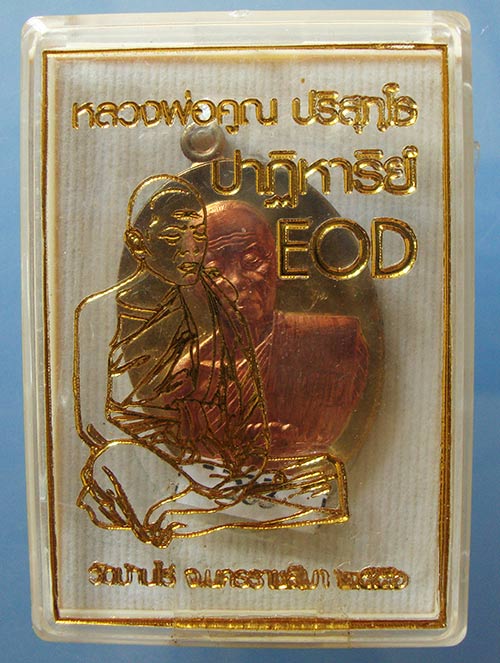 หลวงพ่อคูณ ปริสุทฺโธ
ปาฏิหาริย์
EOD
วัดบ้านไร่ จ.นครราชสีมา ๒๕๕๖